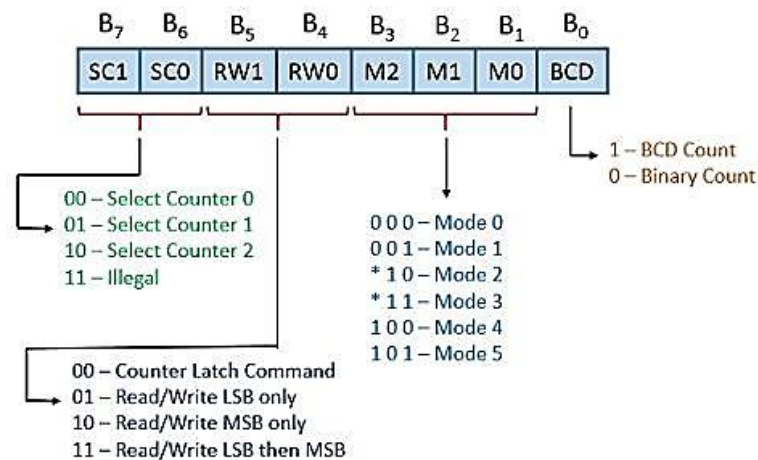 B₇ B₆ B₅ B₄ B₃ B₂ B₁ B₀
SC1 SC0 RW1 RW0 M2 M1 M0 BCD
1 – BCD Count
0 – Binary Count
00 – Select Counter 0
01 – Select Counter 1
10 – Select Counter 2
11 – Illegal
0 0 0 – Mode 0
0 0 1 – Mode 1
* 1 0 – Mode 2
* 1 1 – Mode 3
1 0 0 – Mode 4
1 0 1 – Mode 5
00 – Counter Latch Command
01 – Read/Write LSB only
10 – Read/Write MSB only
11 – Read/Write LSB then MSB